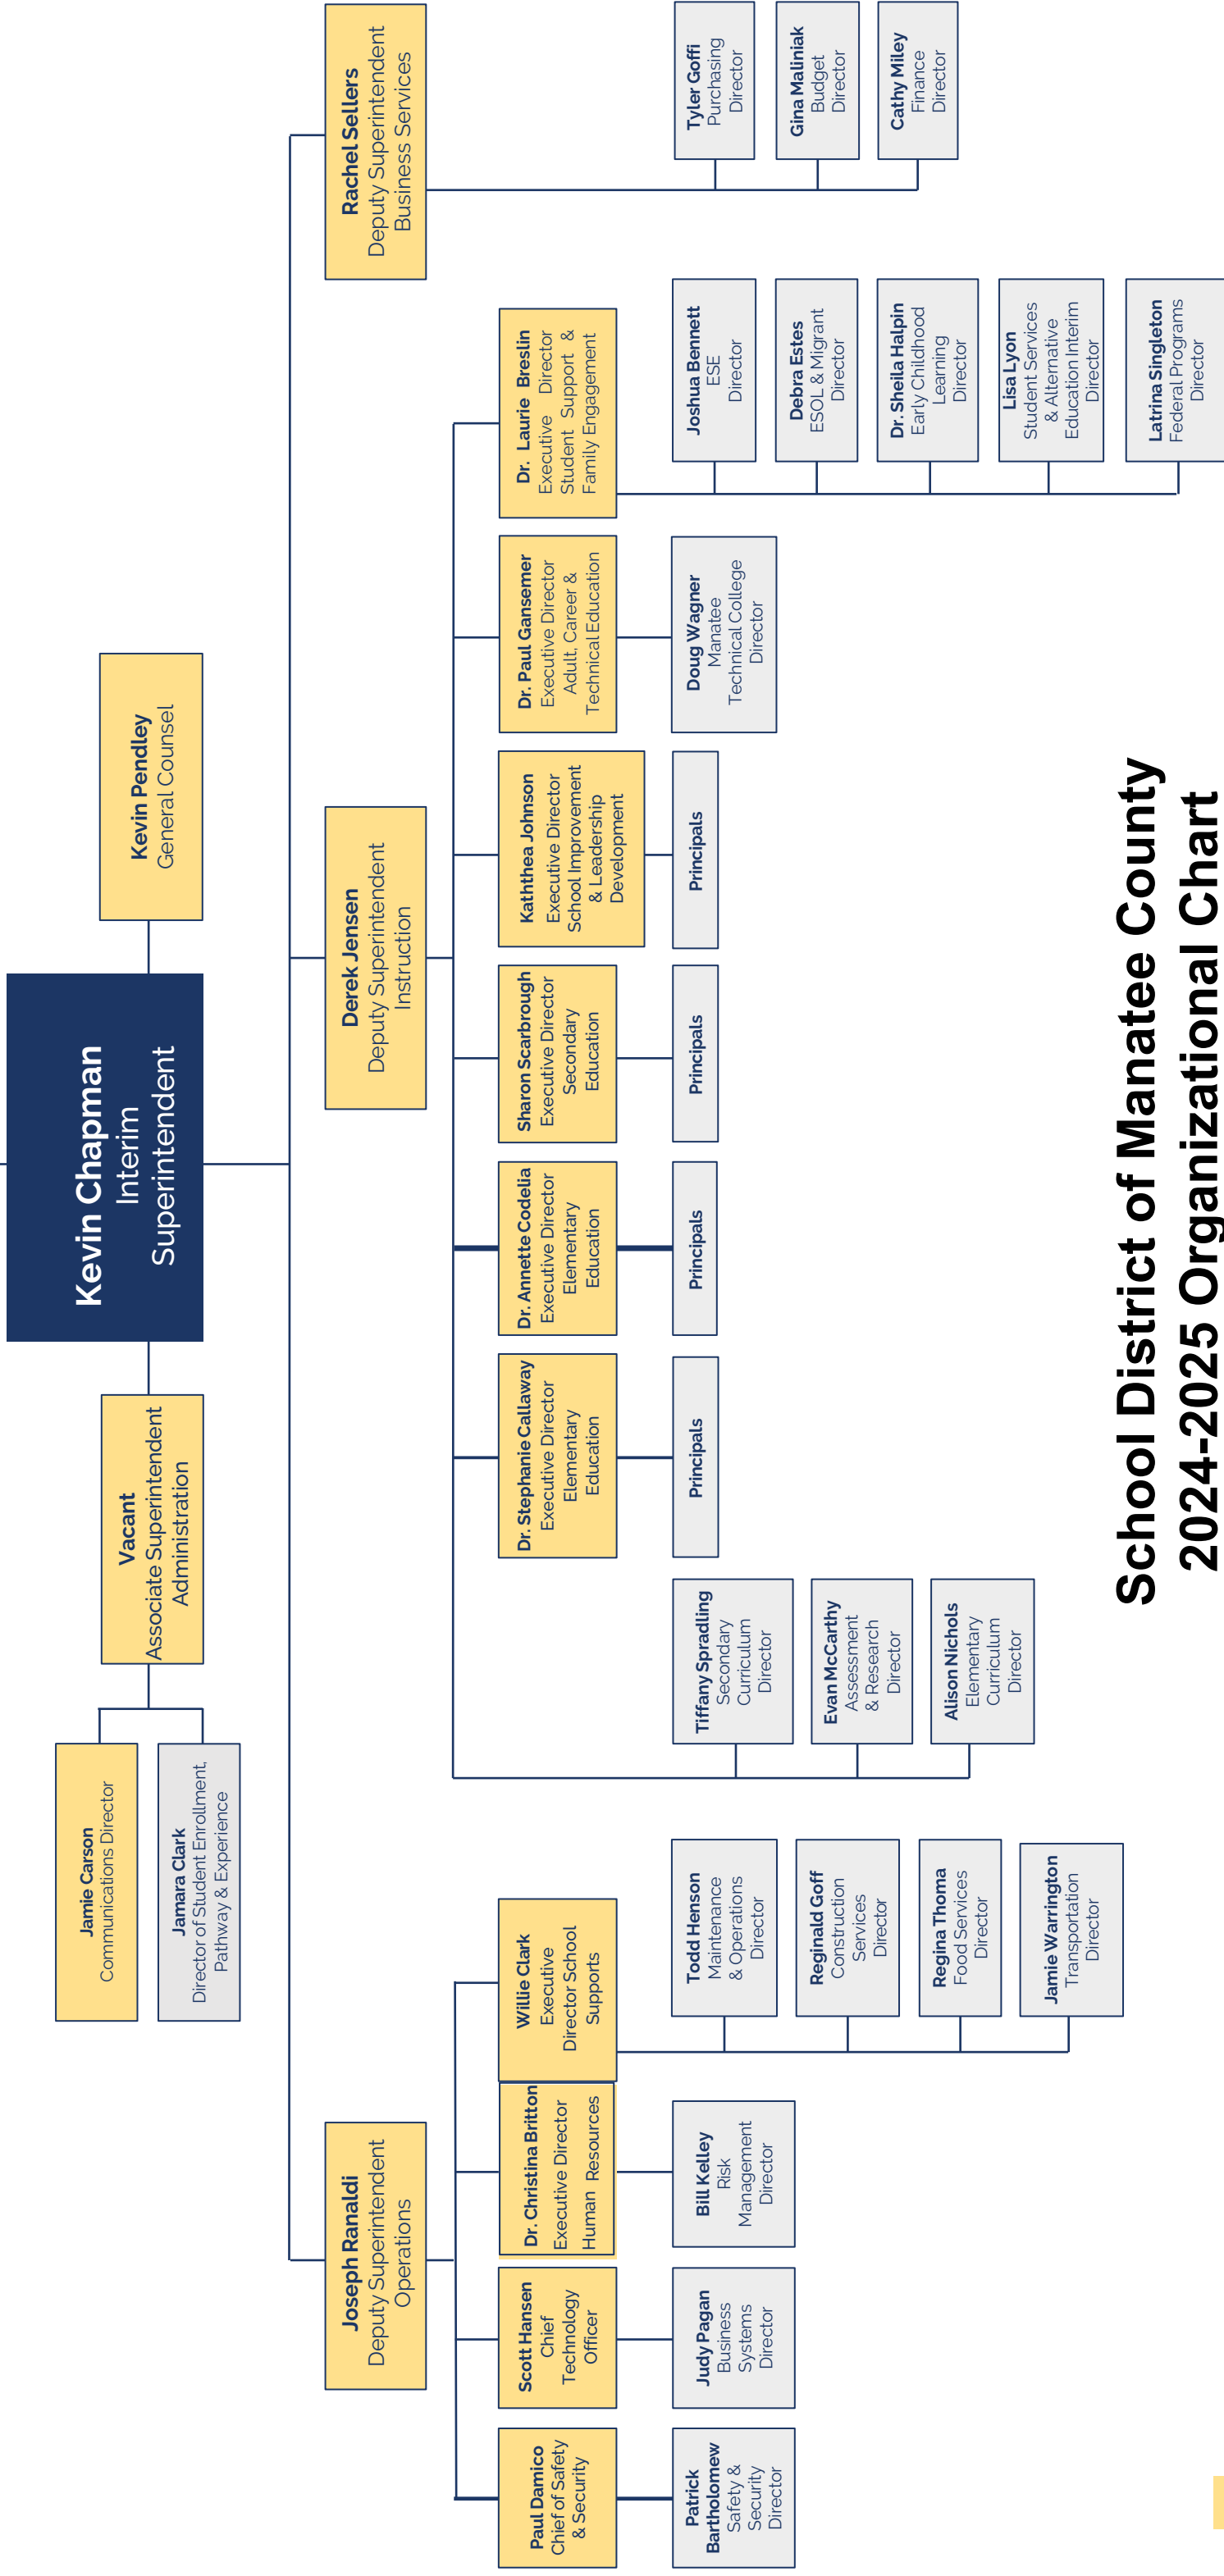 Kevin Chapman
Interim
Superintendent
Kevin Pendley
General Counsel
Vacant
Associate Superintendent
Administration
Jamie Carson
Communications Director
Jamara Clark
Director of Student Enrollment,
Pathway & Experience
Joseph Ranaldi
Deputy Superintendent
Operations
Derek Jensen
Deputy Superintendent
Instruction
Rachel Sellers
Deputy Superintendent
Business Services
Paul Damico
Chief of Safety
& Security
Scott Hansen
Chief
Technology
Officer
Dr. Christina Britton
Executive Director
Human Resources
Willie Clark
Executive
Director School
Supports
Dr. Stephanie Callaway
Executive Director
Elementary
Education
Dr. Annette Codelia
Executive Director
Elementary
Education
Sharon Scarbrough
Executive Director
Secondary
Education
Kaththea Johnson
Executive Director
School Improvement
& Leadership
Development
Dr. Paul Gansemer
Executive Director
Adult, Career &
Technical Education
Dr. Laurie Breslin
Executive Director
Student Support &
Family Engagement
Patrick
Bartholomew
Safety &
Security
Director
Judy Pagan
Business
Systems
Director
Bill Kelley
Risk
Management
Director
Todd Henson
Maintenance
& Operations
Director
Reginald Goff
Construction
Services
Director
Regina Thoma
Food Services
Director
Jamie Warrington
Transportation
Director
Tiffany Spradling
Secondary
Curriculum
Director
Evan McCarthy
Assessment
& Research
Director
Alison Nichols
Elementary
Curriculum
Director
Principals
Principals
Principals
Principals
Doug Wagner
Manatee
Technical College
Director
Joshua Bennett
ESE
Director
Debra Estes
ESOL & Migrant
Director
Dr. Sheila Halpin
Early Childhood
Learning
Director
Lisa Lyon
Student Services
& Alternative
Education Interim
Director
Latrina Singleton
Federal Programs
Director
Tyler Goffi
Purchasing
Director
Gina Maliniak
Budget
Director
Cathy Miley
Finance
Director
School District of Manatee County
2024-2025 Organizational Chart